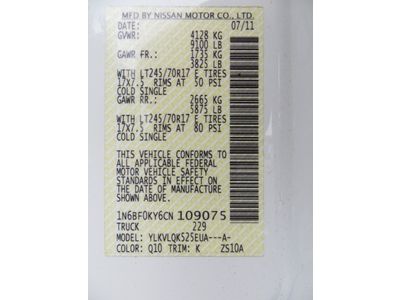 MFD BY NISSAN MOTOR CO., LTD.
DATE: 07/11
GVWR: 4128 KG
9100 LB
GAWR FR.: 1735 KG
3825 LB
WITH LT245/70R17 E TIRES
17X7.5 RIMS AT 50 PSI
COLD SINGLE
GAWR RR.: 2665 KG
5875 LB
WITH LT245/70R17 E TIRES
17X7.5 RIMS AT 80 PSI
COLD SINGLE
THIS VEHICLE CONFORMS TO
ALL APPLICABLE FEDERAL
MOTOR VEHICLE SAFETY
STANDARDS IN EFFECT ON
THE DATE OF MANUFACTURE
SHOWN ABOVE.
1N6BF0KY6CN 109075
TRUCK 229
MODEL: YLKVLQKS25EUA---A-
COLOR: Q10 TRIM: K ZS10A